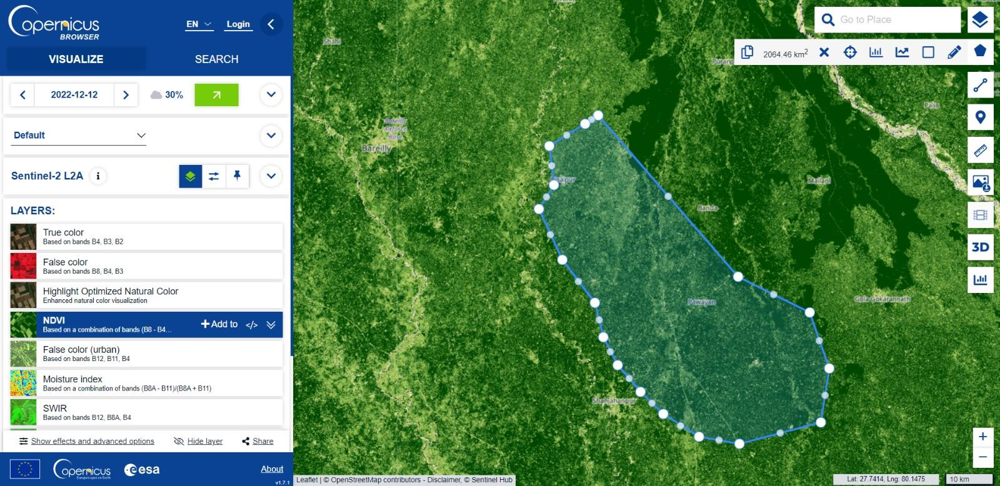 opernicus
BROWSER
EN
Login
VISUALIZE
SEARCH
2022-12-12
30%
Default
Sentinel-2 L2A
i
LAYERS:
True color
Based on bands B4, B3, B2
False color
Based on bands B8, B4, B3
Highlight Optimized Natural Color
Enhanced natural color visualization
NDVI
Based on a combination of bands (B8 - B4...
+Add to
</>
False color (urban)
Based on bands B12, B11, B4
Moisture index
Based on a combination of bands (B8A - B11)/(B8A + B11)
SWIR
Based on bands B12, B8A, B4
Show effects and advanced options
Hide layer
Share
opernicus
Europe's eyes on Earth
esa
About
v1.7.1
Go to Place
2064.46 km²
3D
Shahi
Bareilly
Airforce
Base
Bareilly
Palia
Mailani
Banda
Pawayan
Gola Gokarannath
Shahjahanpur
+
−
Leaflet | © OpenStreetMap contributors - Disclaimer, © Sentinel Hub
Lat: 27.7414, Lng: 80.1475
10 km